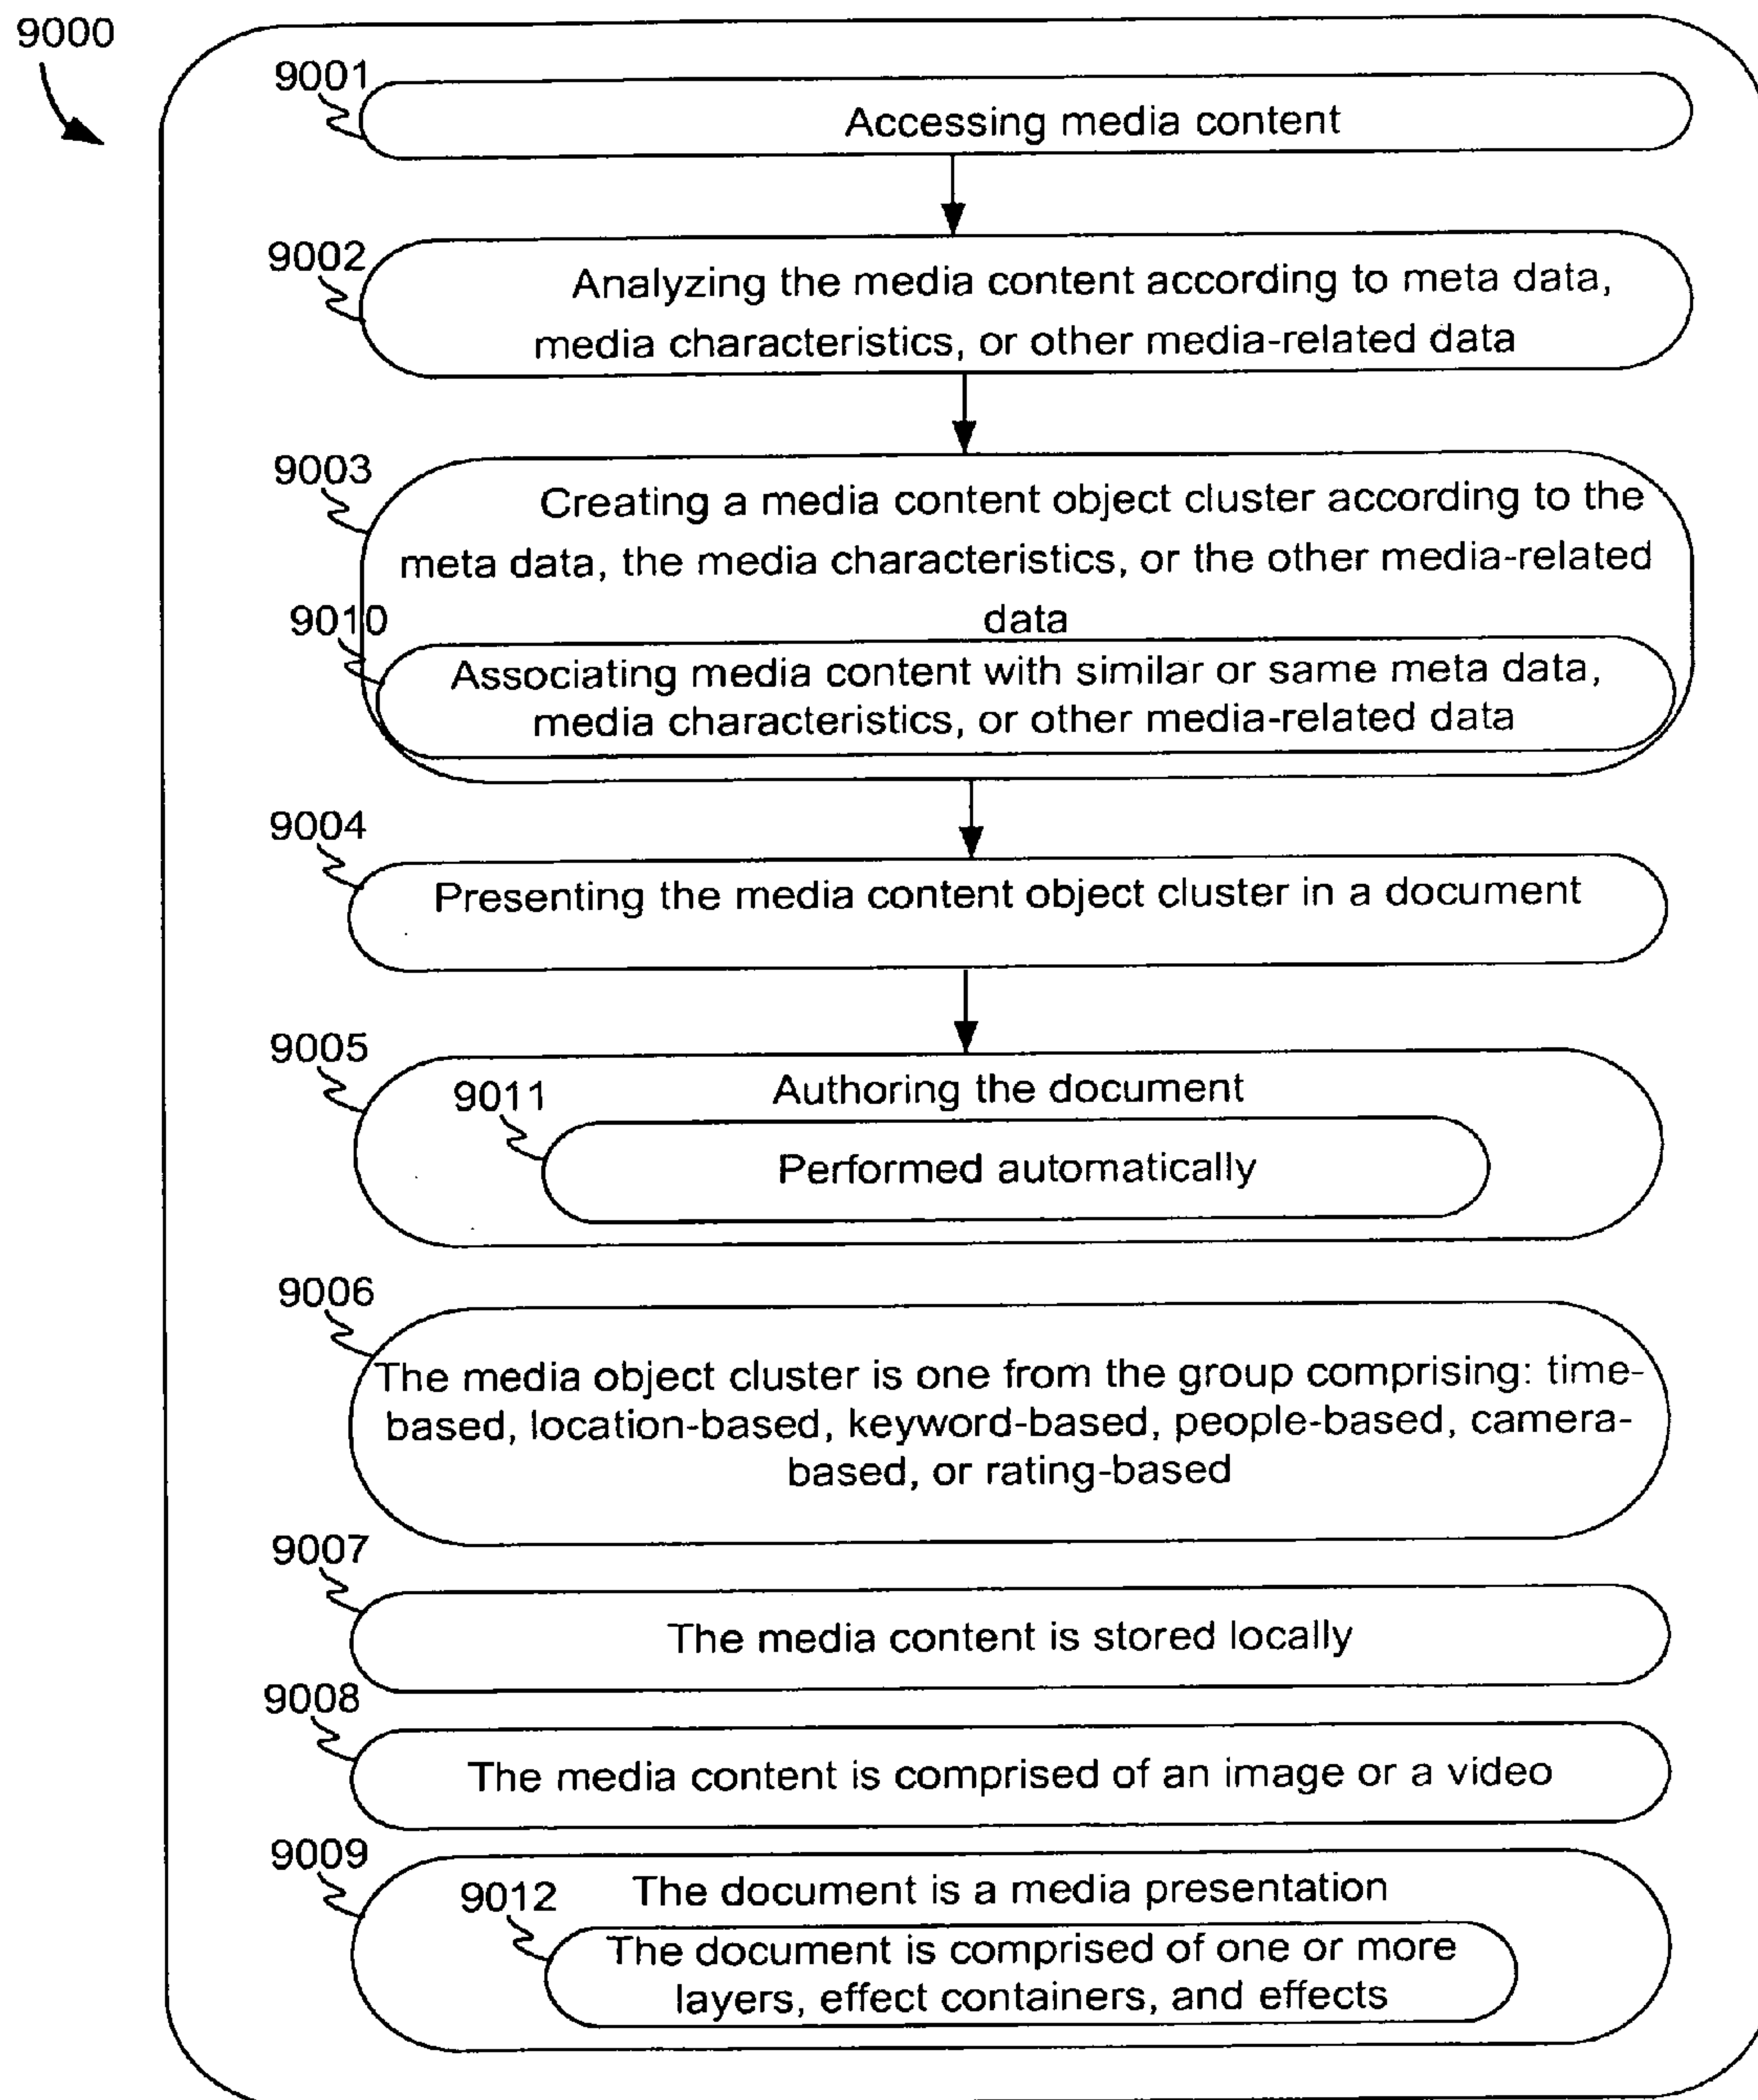 9000
9001
Accessing media content
9002
Analyzing the media content according to meta data,
media characteristics, or other media-related data
9003
Creating a media content object cluster according to the
meta data, the media characteristics, or the other media-related
data
9010
Associating media content with similar or same meta data,
media characteristics, or other media-related data
9004
Presenting the media content object cluster in a document
9005
Authoring the document
9011
Performed automatically
9006
The media object cluster is one from the group comprising: time-
based, location-based, keyword-based, people-based, camera-
based, or rating-based
9007
The media content is stored locally
9008
The media content is comprised of an image or a video
9009
The document is a media presentation
9012
The document is comprised of one or more
layers, effect containers, and effects